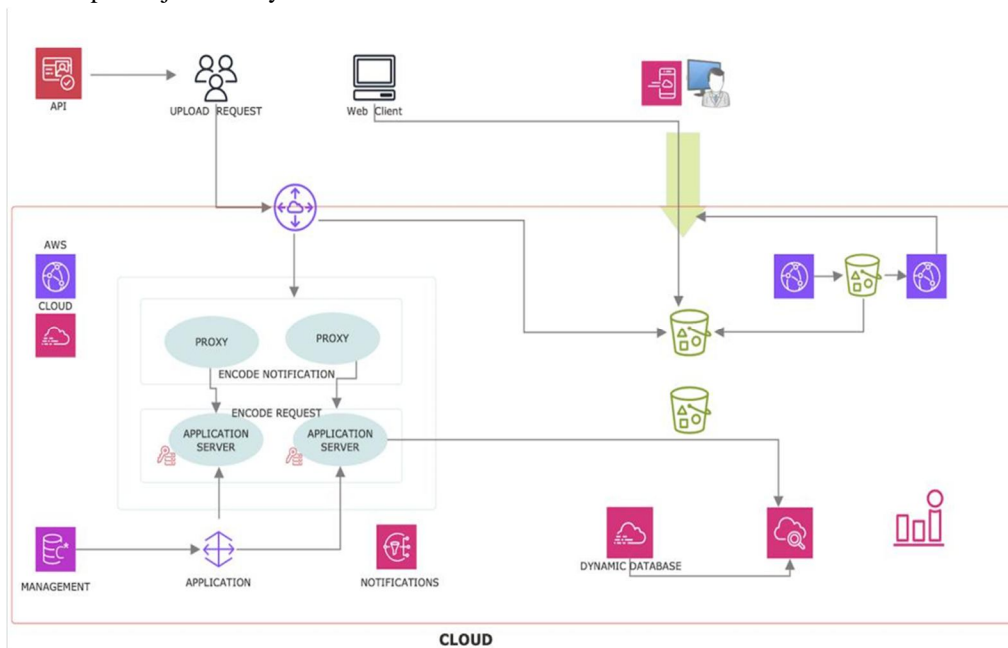 API
UPLOAD REQUEST
Web Client
AWS
CLOUD
PROXY
PROXY
ENCODE NOTIFICATION
ENCODE REQUEST
APPLICATION
SERVER
APPLICATION
SERVER
MANAGEMENT
APPLICATION
NOTIFICATIONS
DYNAMIC DATABASE
CLOUD